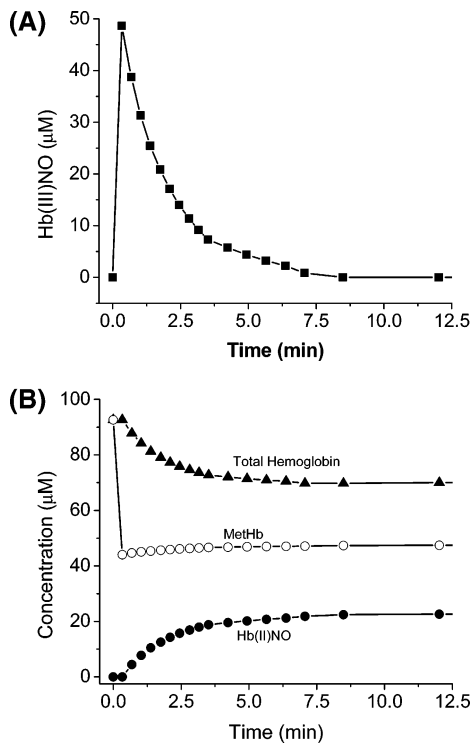 (A)
50
40
30
20
10
0
Hb(III)NO (μM)
0.0 2.5 5.0 7.5 10.0 12.5
Time (min)
(B)
100
80
60
40
20
0
Concentration (μM)
Total Hemoglobin
MetHb
Hb(II)NO
0.0 2.5 5.0 7.5 10.0 12.5
Time (min)